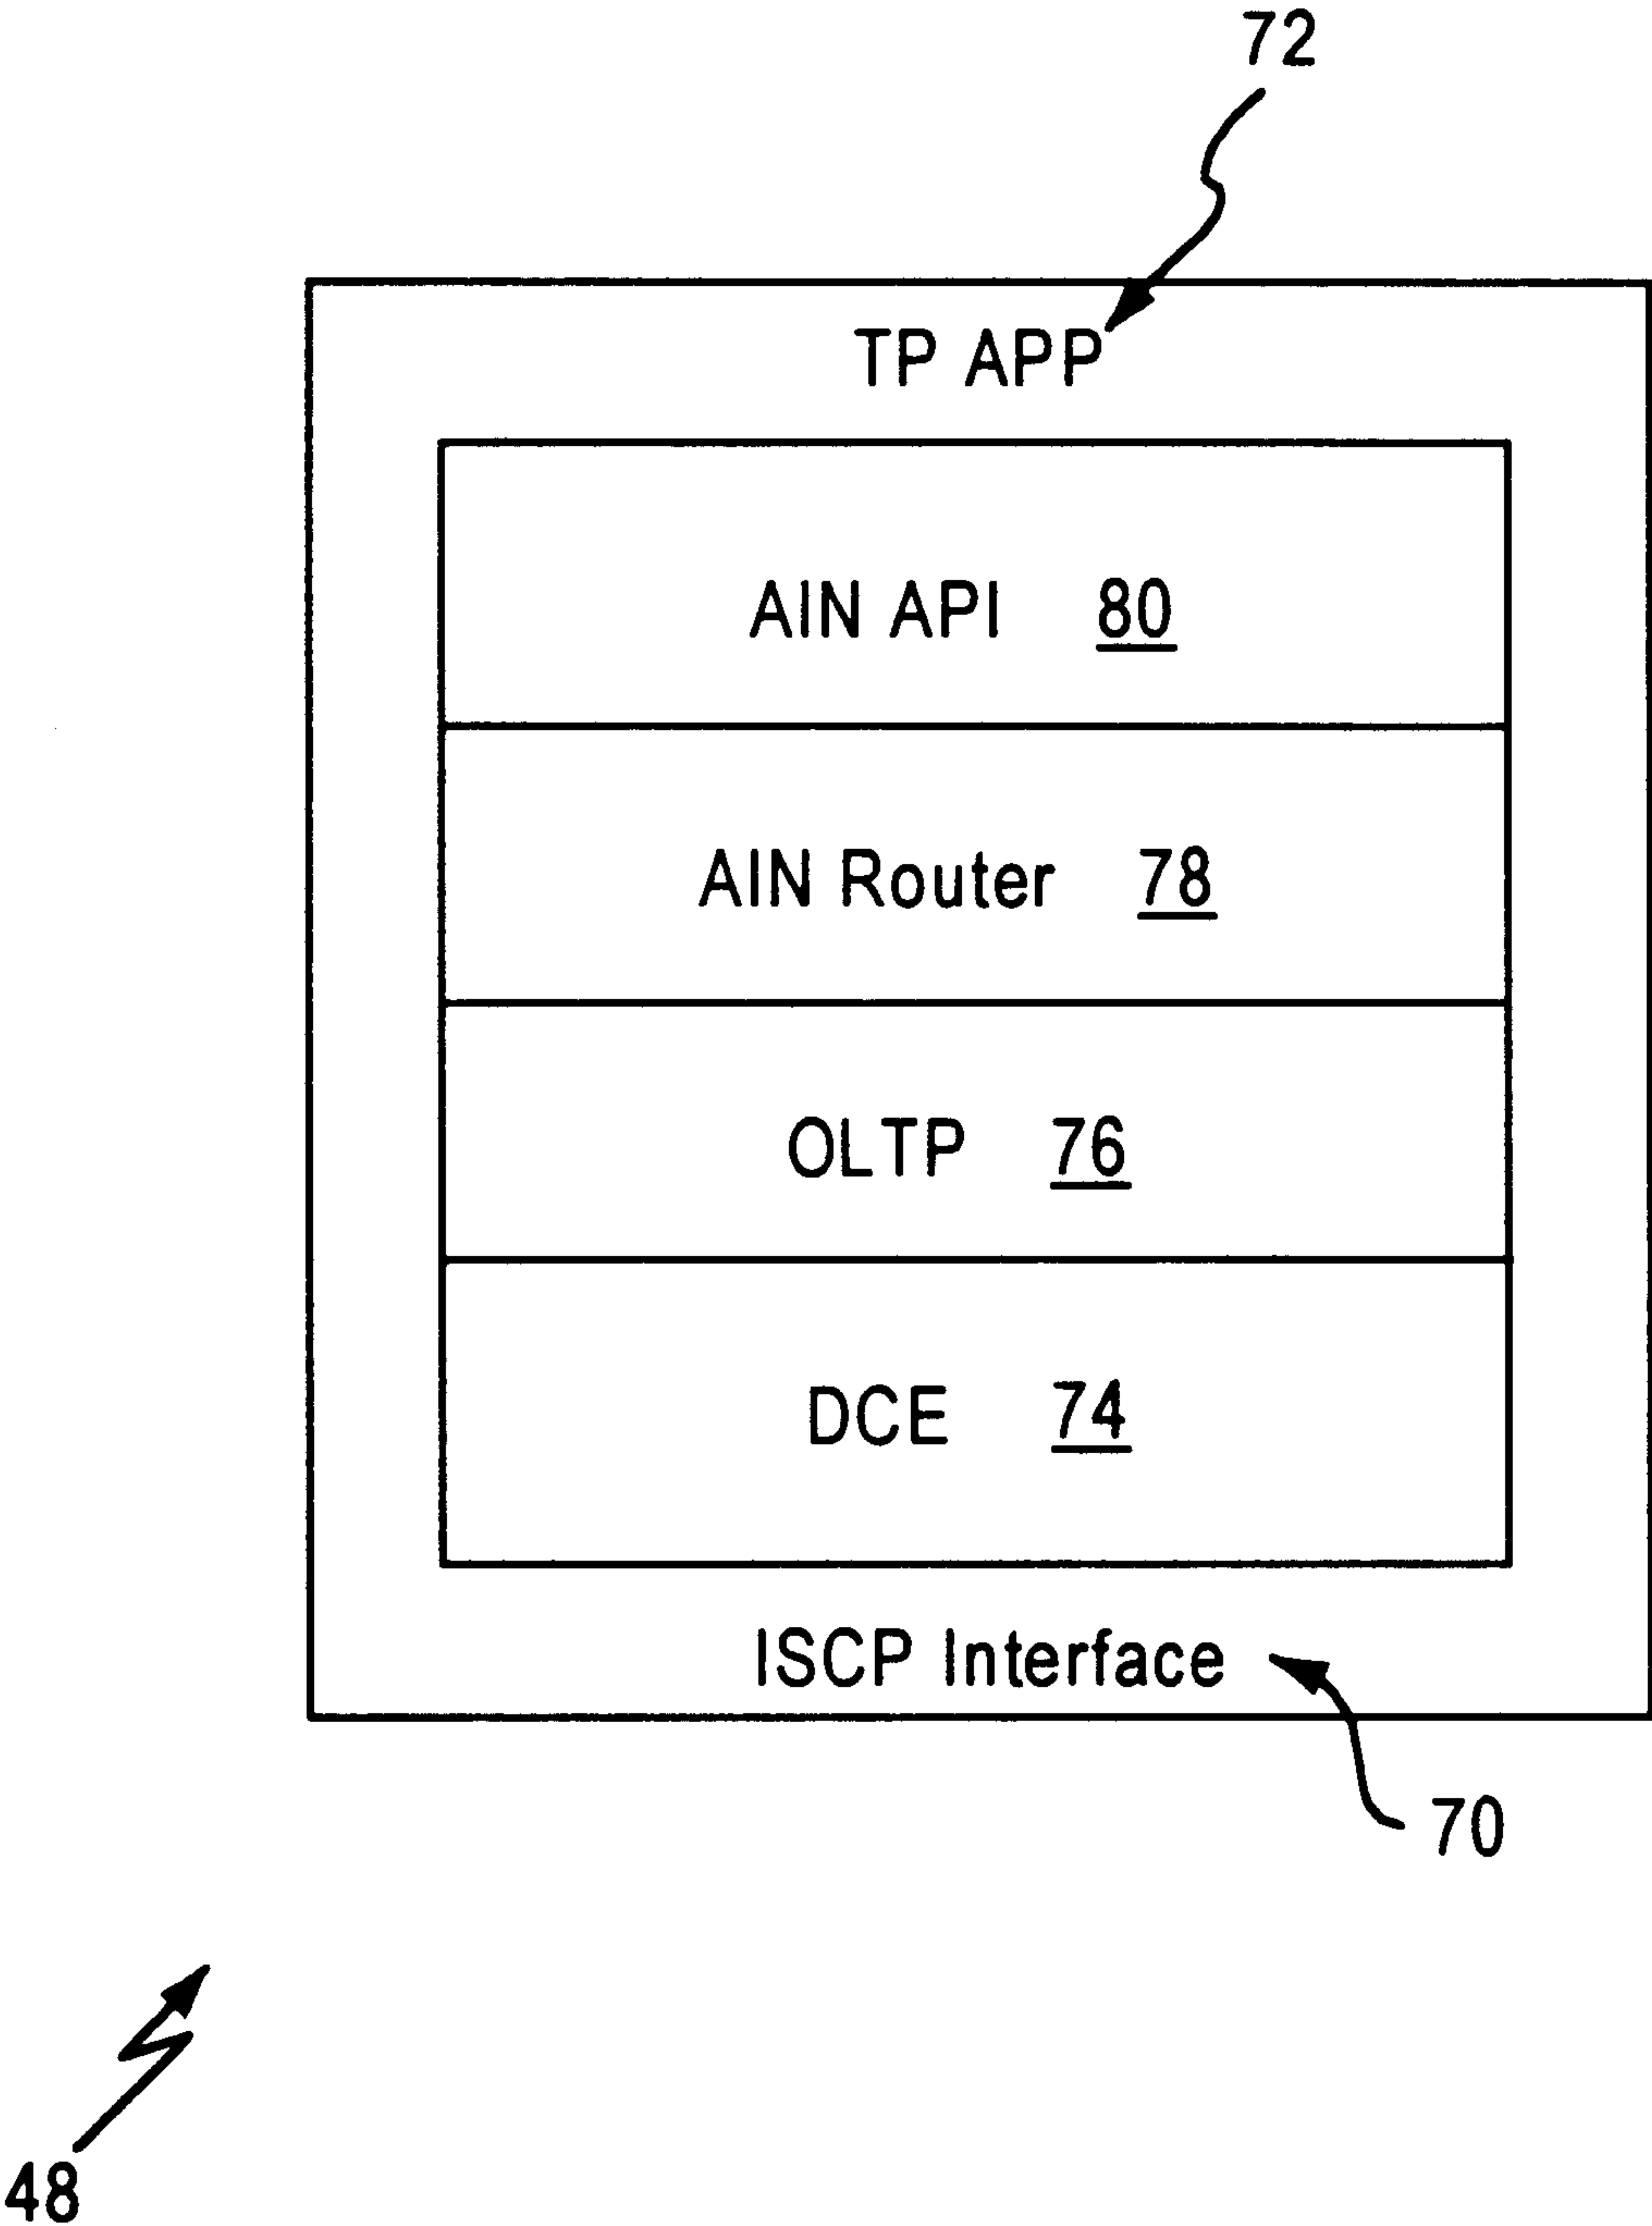 72
TP APP
AIN API 80
AIN Router 78
OLTP 76
DCE 74
ISCP Interface
70
48